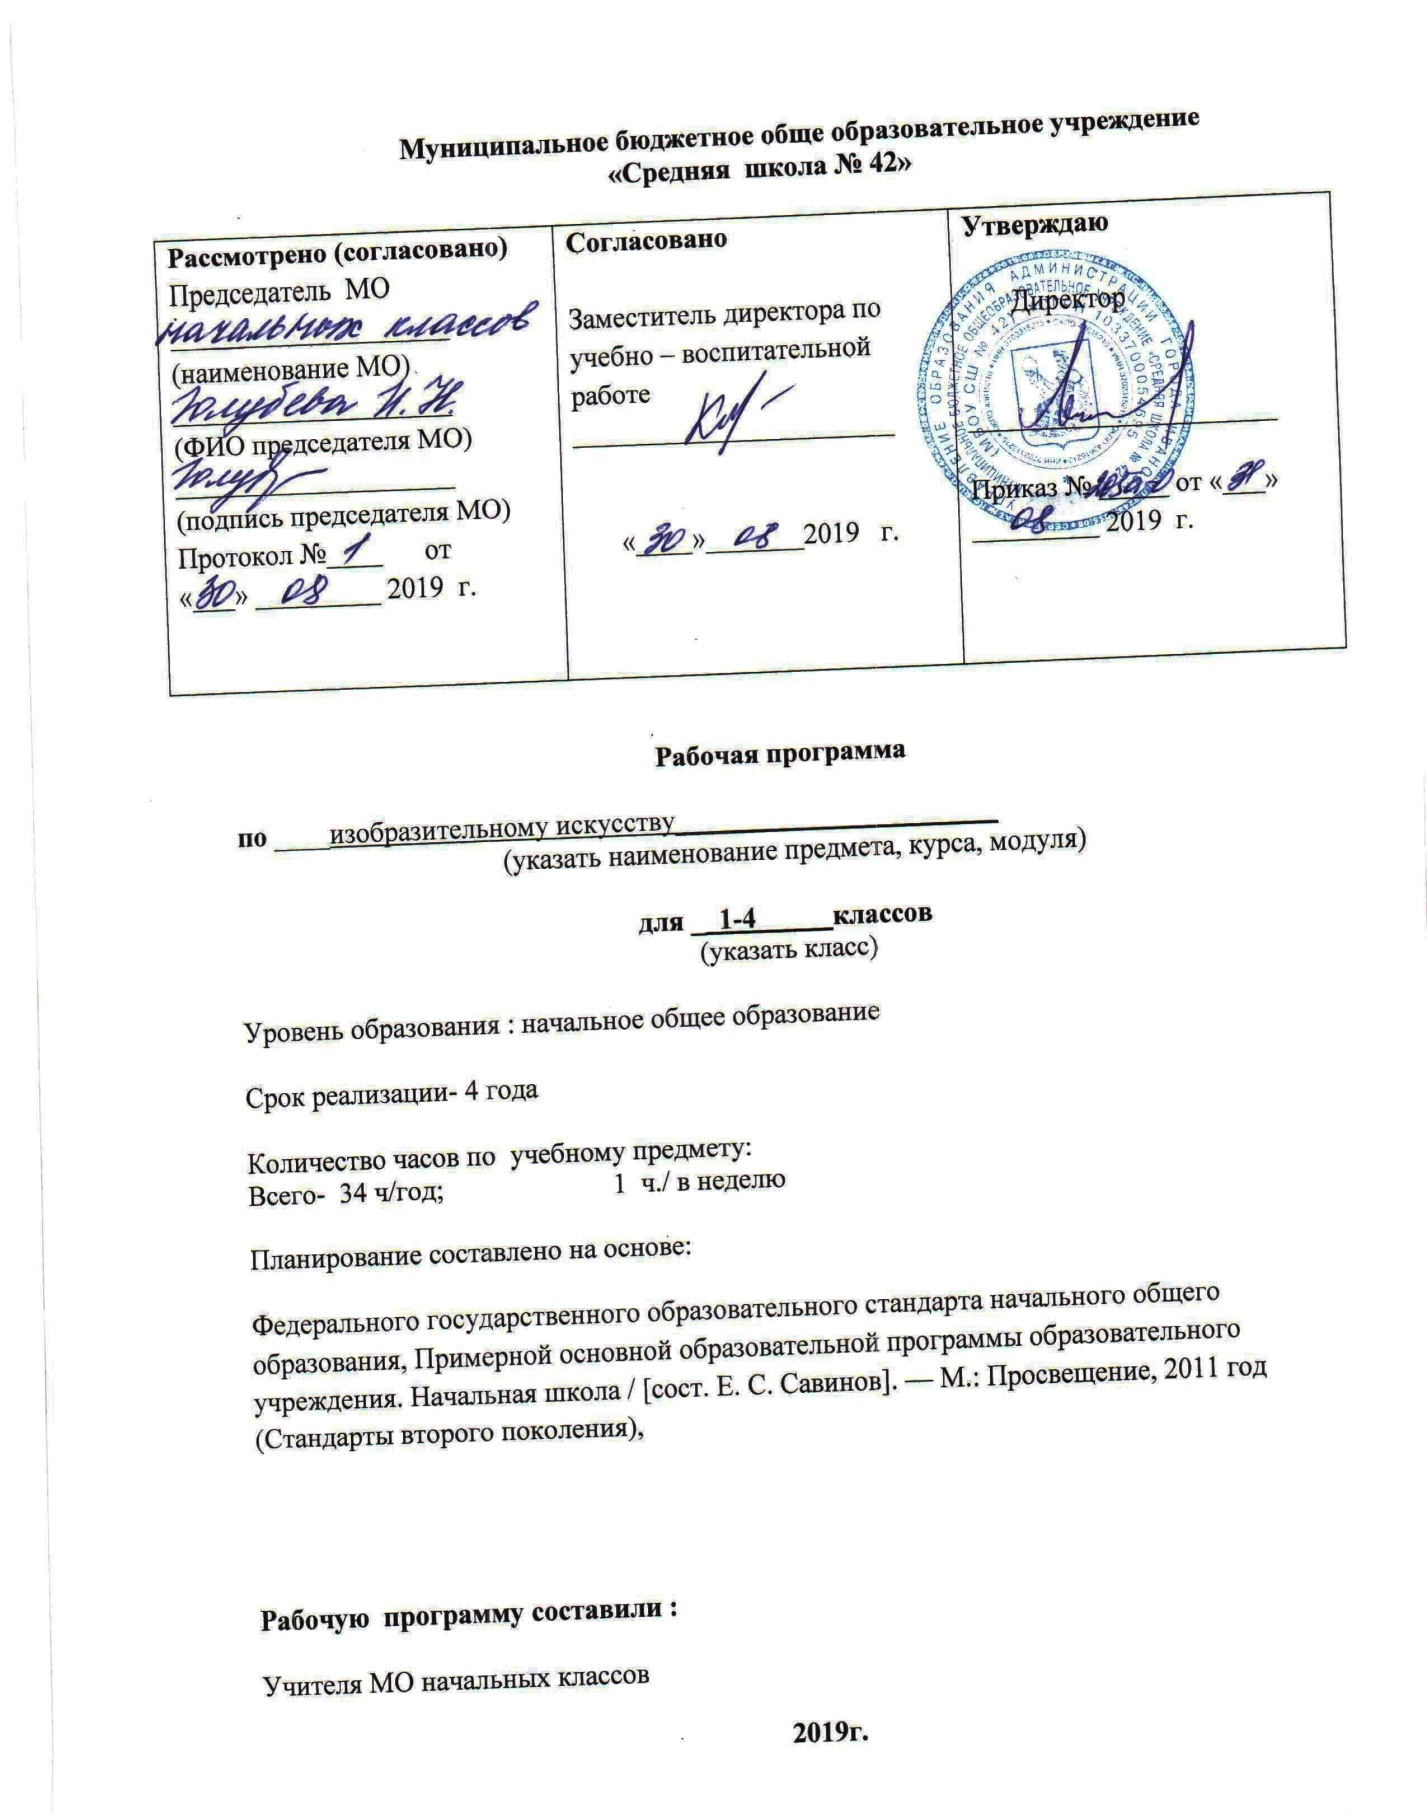 Муниципальное бюджетное обще образовательное учреждение
«Средняя школа № 42»
Рассмотрено (согласовано)
Председатель МО
начальных классов
(наименование МО)
Голубева И. Н.
(ФИО председателя МО)
(подпись председателя МО)
Протокол № 1 от
«30» 08 2019 г.
Согласовано
Заместитель директора по
учебно – воспитательной
работе
«30» 08 2019 г.
Утверждаю
Директор
Приказ № от «»
08 2019 г.
Рабочая программа
по ____изобразительному искусству____
(указать наименование предмета, курса, модуля)
для __1-4_____классов
(указать класс)
Уровень образования : начальное общее образование
Срок реализации- 4 года
Количество часов по учебному предмету:
Всего- 34 ч/год; 1 ч./ в неделю
Планирование составлено на основе:
Федерального государственного образовательного стандарта начального общего
образования, Примерной основной образовательной программы образовательного
учреждения. Начальная школа / [сост. Е. С. Савинов]. — М.: Просвещение, 2011 год
(Стандарты второго поколения),
Рабочую программу составили :
Учителя МО начальных классов
2019г.